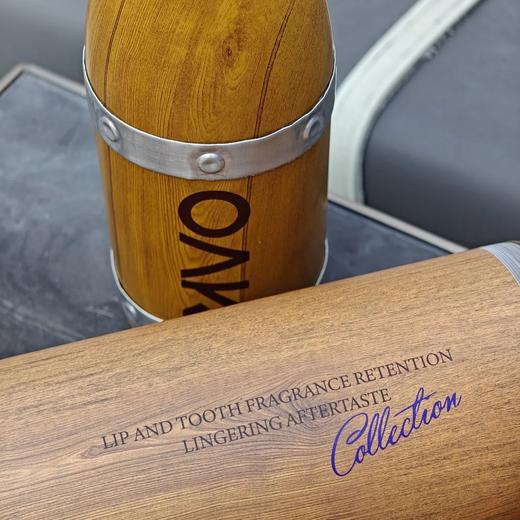 LIP AND TOOTH FRAGRANCE RETENTION
LINGERING AFTERTASTE
Collection